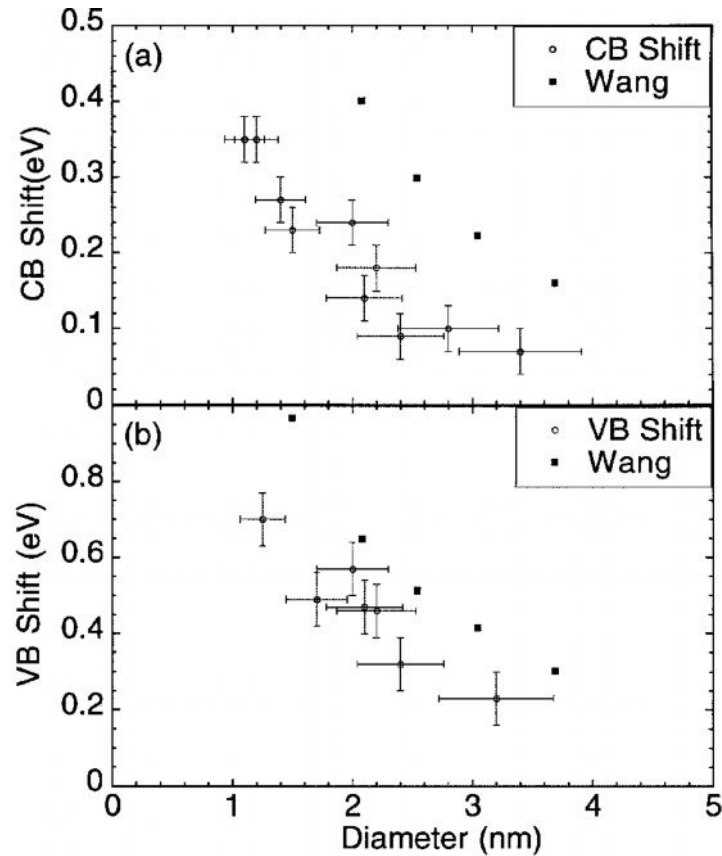 0.5
0.4
0.3
0.2
0.1
0
CB Shift(eV)
(a)
CB Shift
Wang
0.8
0.6
0.4
0.2
0
VB Shift (eV)
(b)
VB Shift
Wang
0 1 2 3 4 5
Diameter (nm)